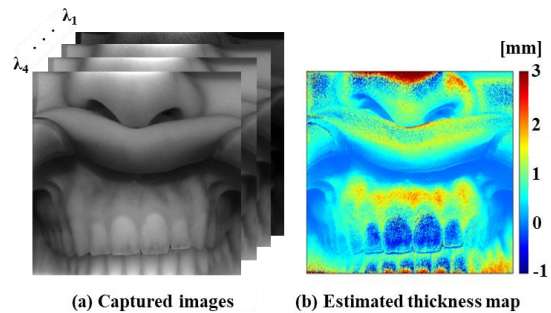 λ1
λ4
[mm]
3
2
1
0
-1
(a) Captured images
(b) Estimated thickness map